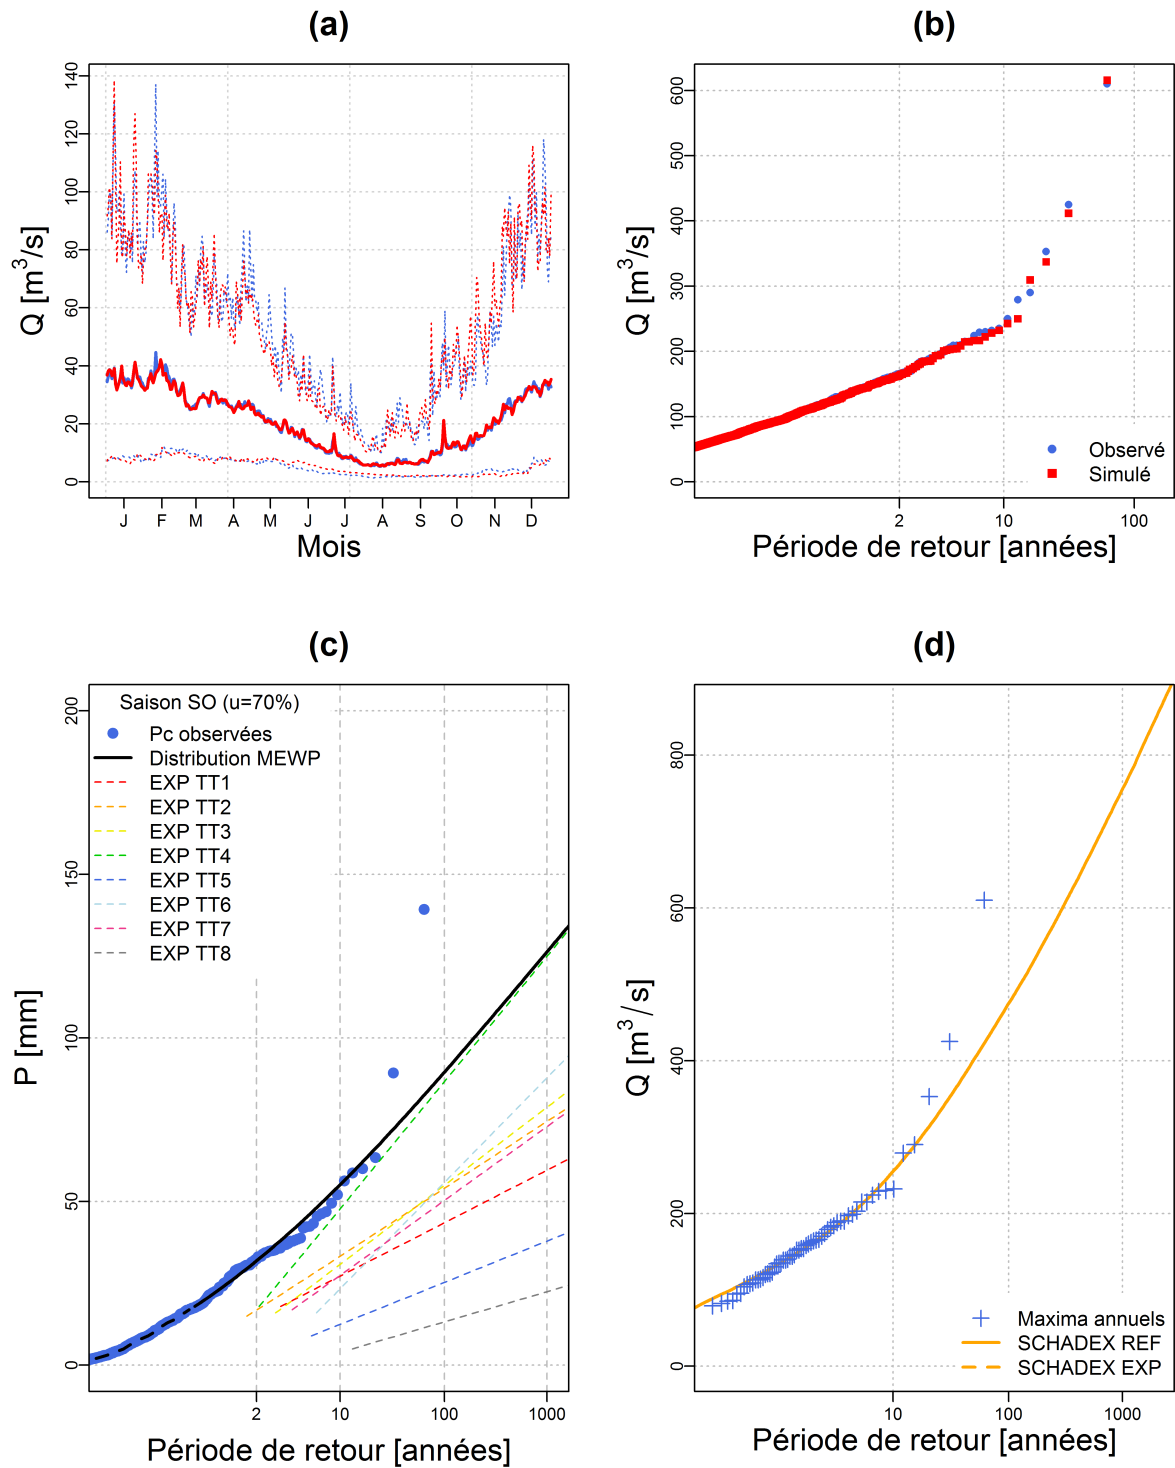 (a)
140
120
100
80
60
40
20
0
Q [m³/s]
J F M A M J J A S O N D
Mois
(b)
600
500
400
300
200
100
0
Q [m³/s]
Observé
Simulé
2 10 100
Période de retour [années]
(c)
200
150
100
50
0
P [mm]
Saison SO (u=70%)
Pc observées
Distribution MEWP
EXP TT1
EXP TT2
EXP TT3
EXP TT4
EXP TT5
EXP TT6
EXP TT7
EXP TT8
2 10 100 1000
Période de retour [années]
(d)
800
600
400
200
0
Q [m³/s]
Maxima annuels
SCHADEX REF
SCHADEX EXP
10 100 1000
Période de retour [années]